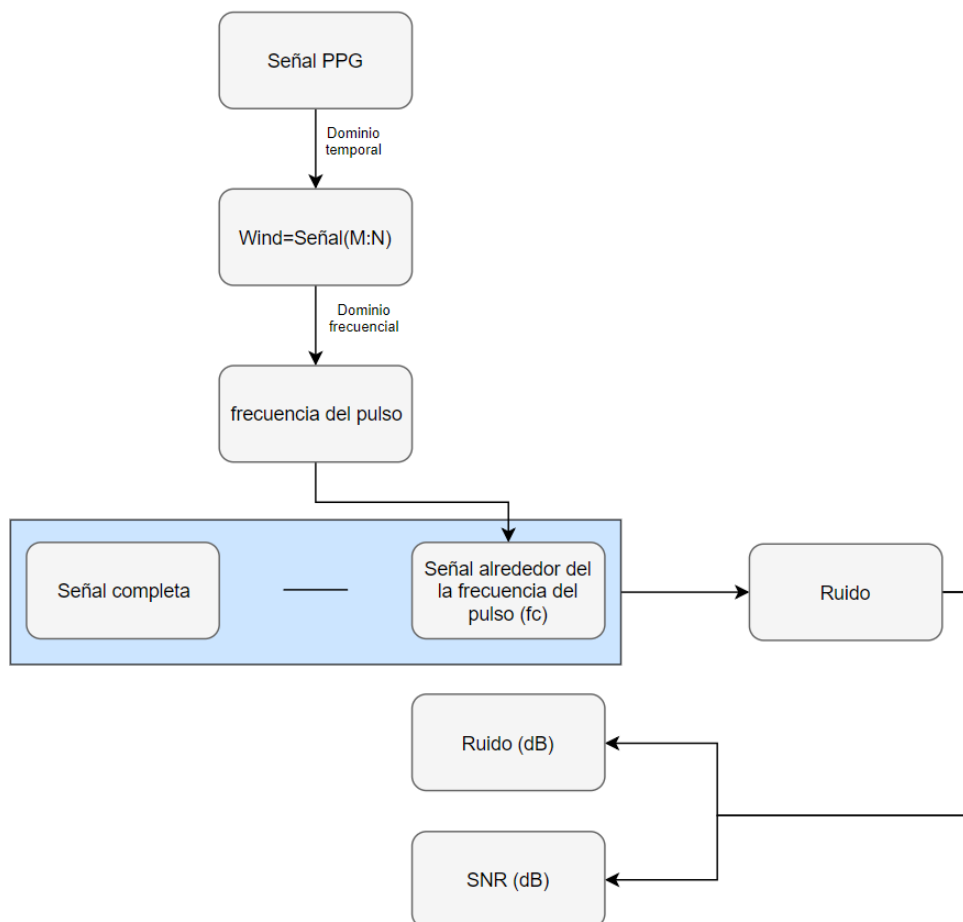 Señal PPG
Dominio
temporal
Wind=Señal(M:N)
Dominio
frecuencial
frecuencia del pulso
Señal completa
Señal alrededor del
la frecuencia del
pulso (fc)
Ruido
Ruido (dB)
SNR (dB)